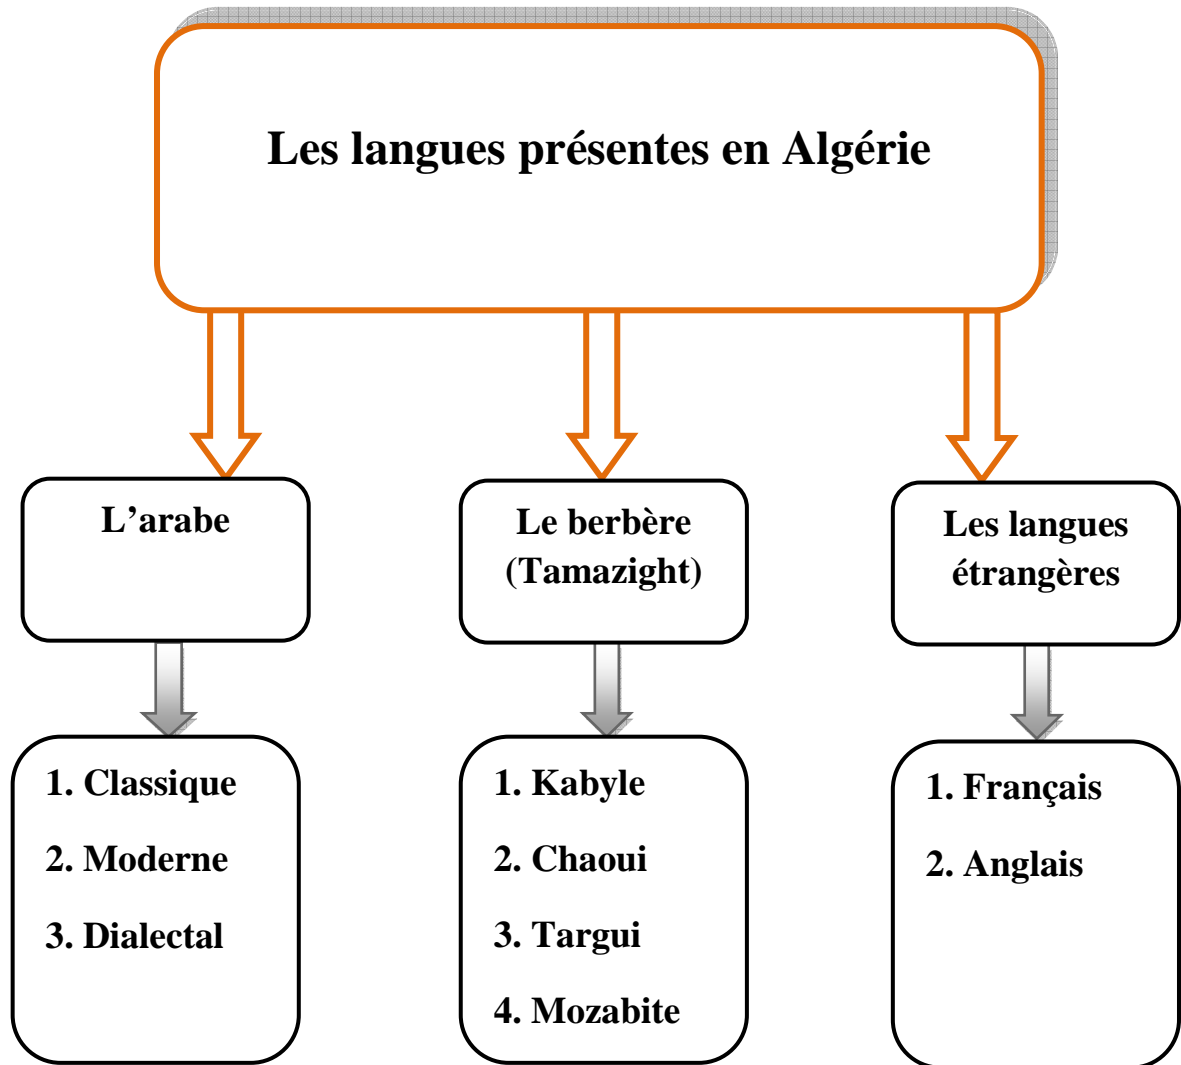 Les langues présentes en Algérie
L’arabe
Le berbère
(Tamazight)
Les langues
étrangères
1. Classique
2. Moderne
3. Dialectal
1. Kabyle
2. Chaoui
3. Targui
4. Mozabite
1. Français
2. Anglais